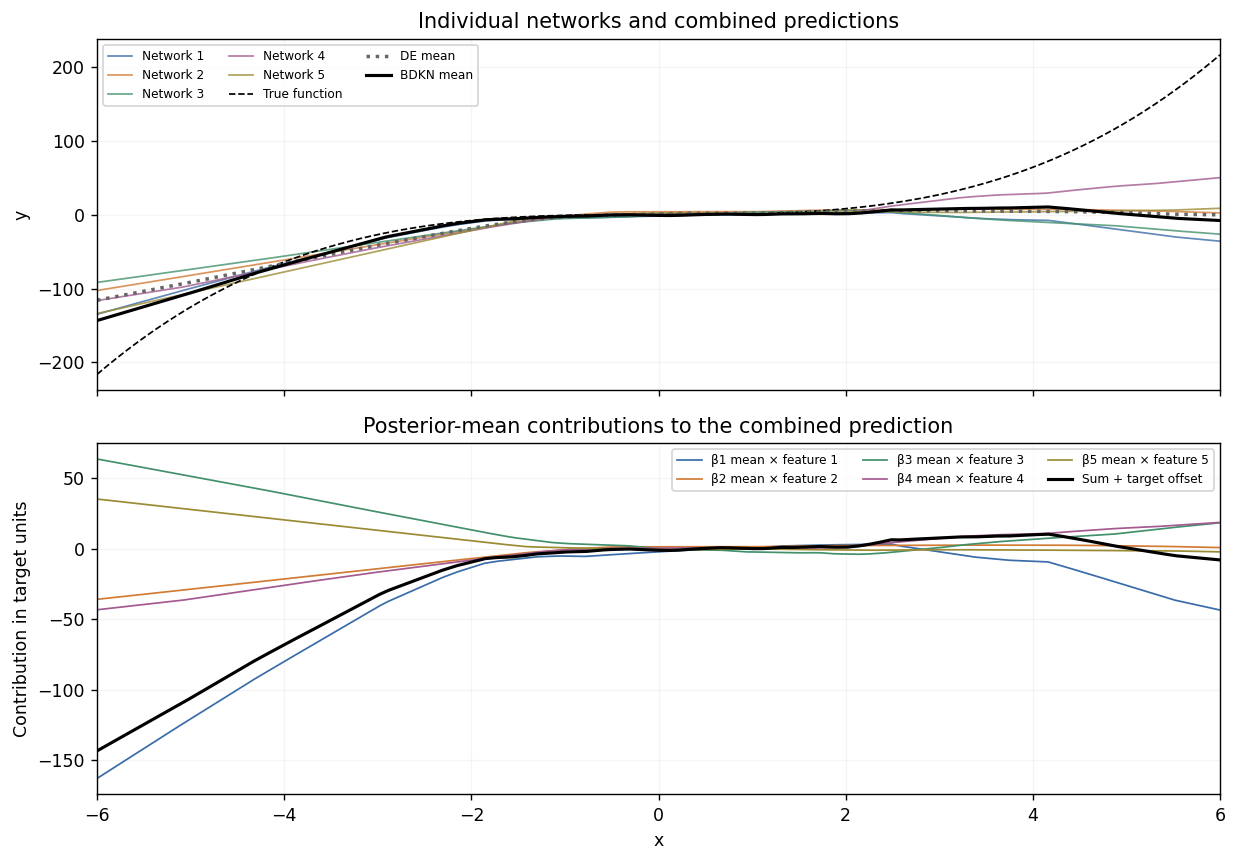 Individual networks and combined predictions
Network 1 Network 4 DE mean
Network 2 Network 5 BDKN mean
Network 3 True function
200
100
0
−100
−200
y
Posterior-mean contributions to the combined prediction
β1 mean × feature 1 β3 mean × feature 3 β5 mean × feature 5
β2 mean × feature 2 β4 mean × feature 4 Sum + target offset
50
0
−50
−100
−150
Contribution in target units
−6 −4 −2 0 2 4 6
x